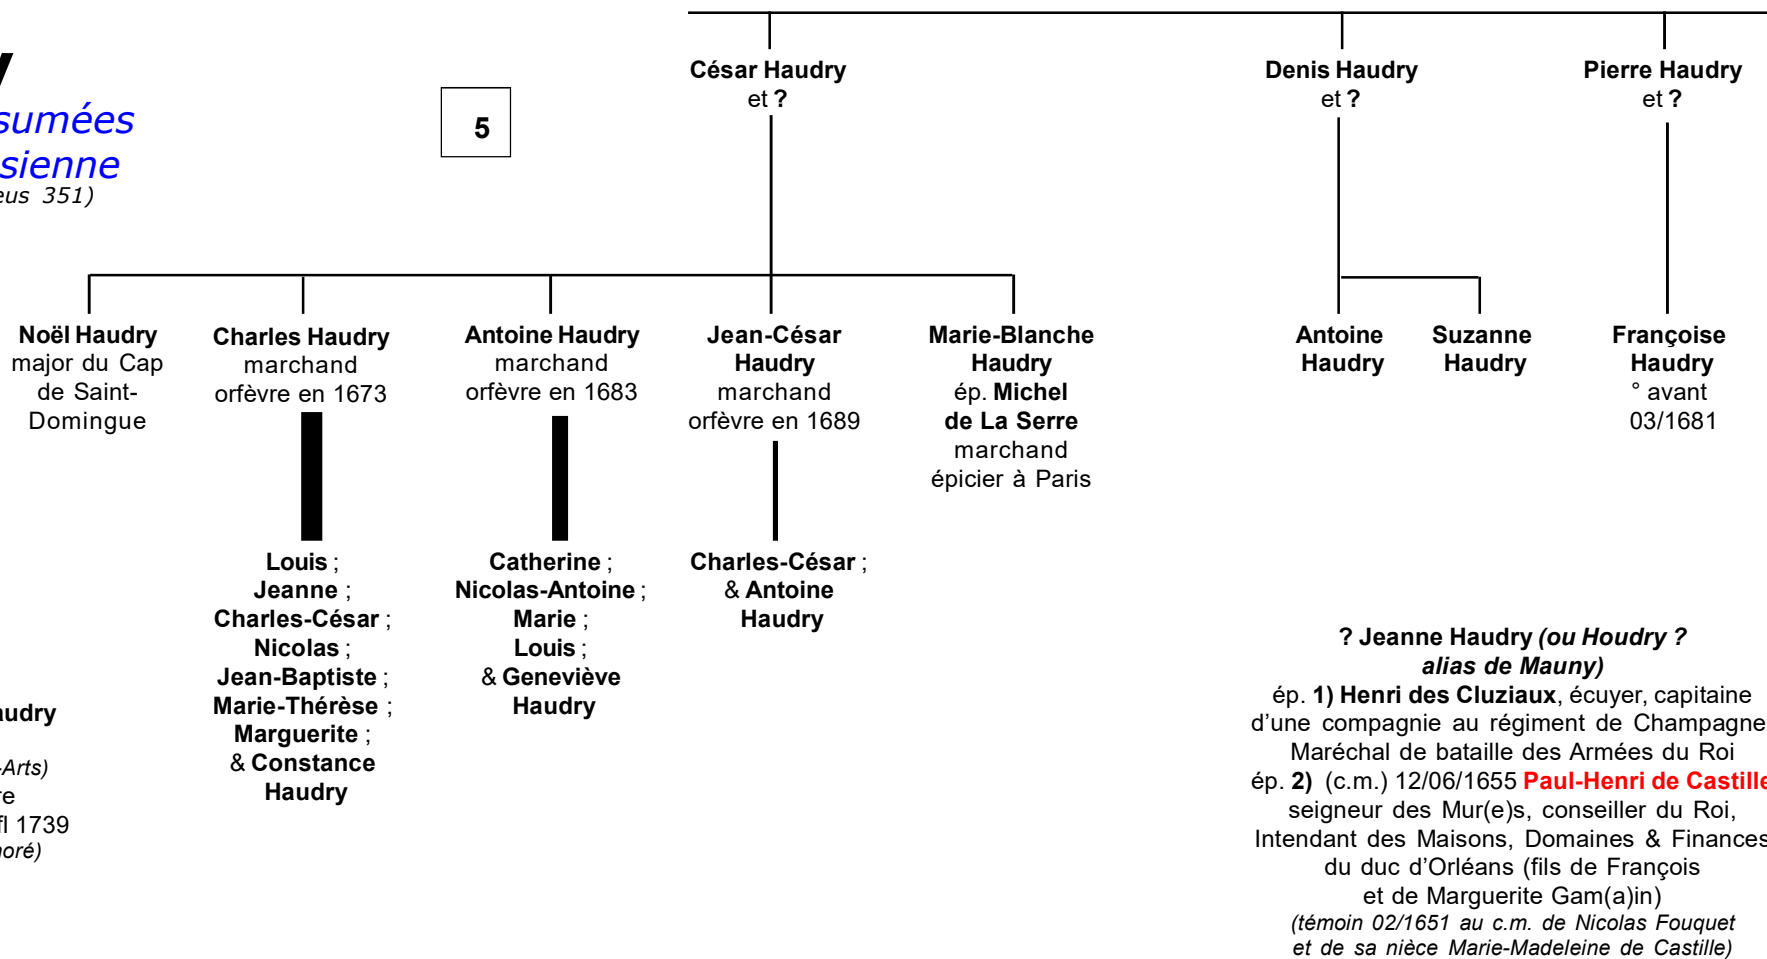 5
César Haudry
et ?
Denis Haudry
et ?
Pierre Haudry
et ?
Noël Haudry
major du Cap
de Saint-
Domingue
Charles Haudry
marchand
orfèvre en 1673
Antoine Haudry
marchand
orfèvre en 1683
Jean-César
Haudry
marchand
orfèvre en 1689
Marie-Blanche
Haudry
ép. Michel
de La Serre
marchand
épicier à Paris
Antoine
Haudry
Suzanne
Haudry
Françoise
Haudry
° avant
03/1681
Louis ;
Jeanne ;
Charles-César ;
Nicolas ;
Jean-Baptiste ;
Marie-Thérèse ;
Marguerite ;
& Constance
Haudry
Catherine ;
Nicolas-Antoine ;
Marie ;
Louis ;
& Geneviève
Haudry
Charles-César ;
& Antoine
Haudry
? Jeanne Haudry (ou Houdry ?
alias de Mauny)
ép. 1) Henri des Cluziaux, écuyer, capitaine
d’une compagnie au régiment de Champagne
Maréchal de bataille des Armées du Roi
ép. 2) (c.m.) 12/06/1655 Paul-Henri de Castille
seigneur des Mur(e)s, conseiller du Roi,
Intendant des Maisons, Domaines & Finances
du duc d’Orléans (fils de François
et de Marguerite Gam(a)in)
(témoin 02/1651 au c.m. de Nicolas Fouquet
et de sa nièce Marie-Madeleine de Castille)
y
sumées
sienne
eus 351)
audry
-Arts)
re
fl 1739
noré)